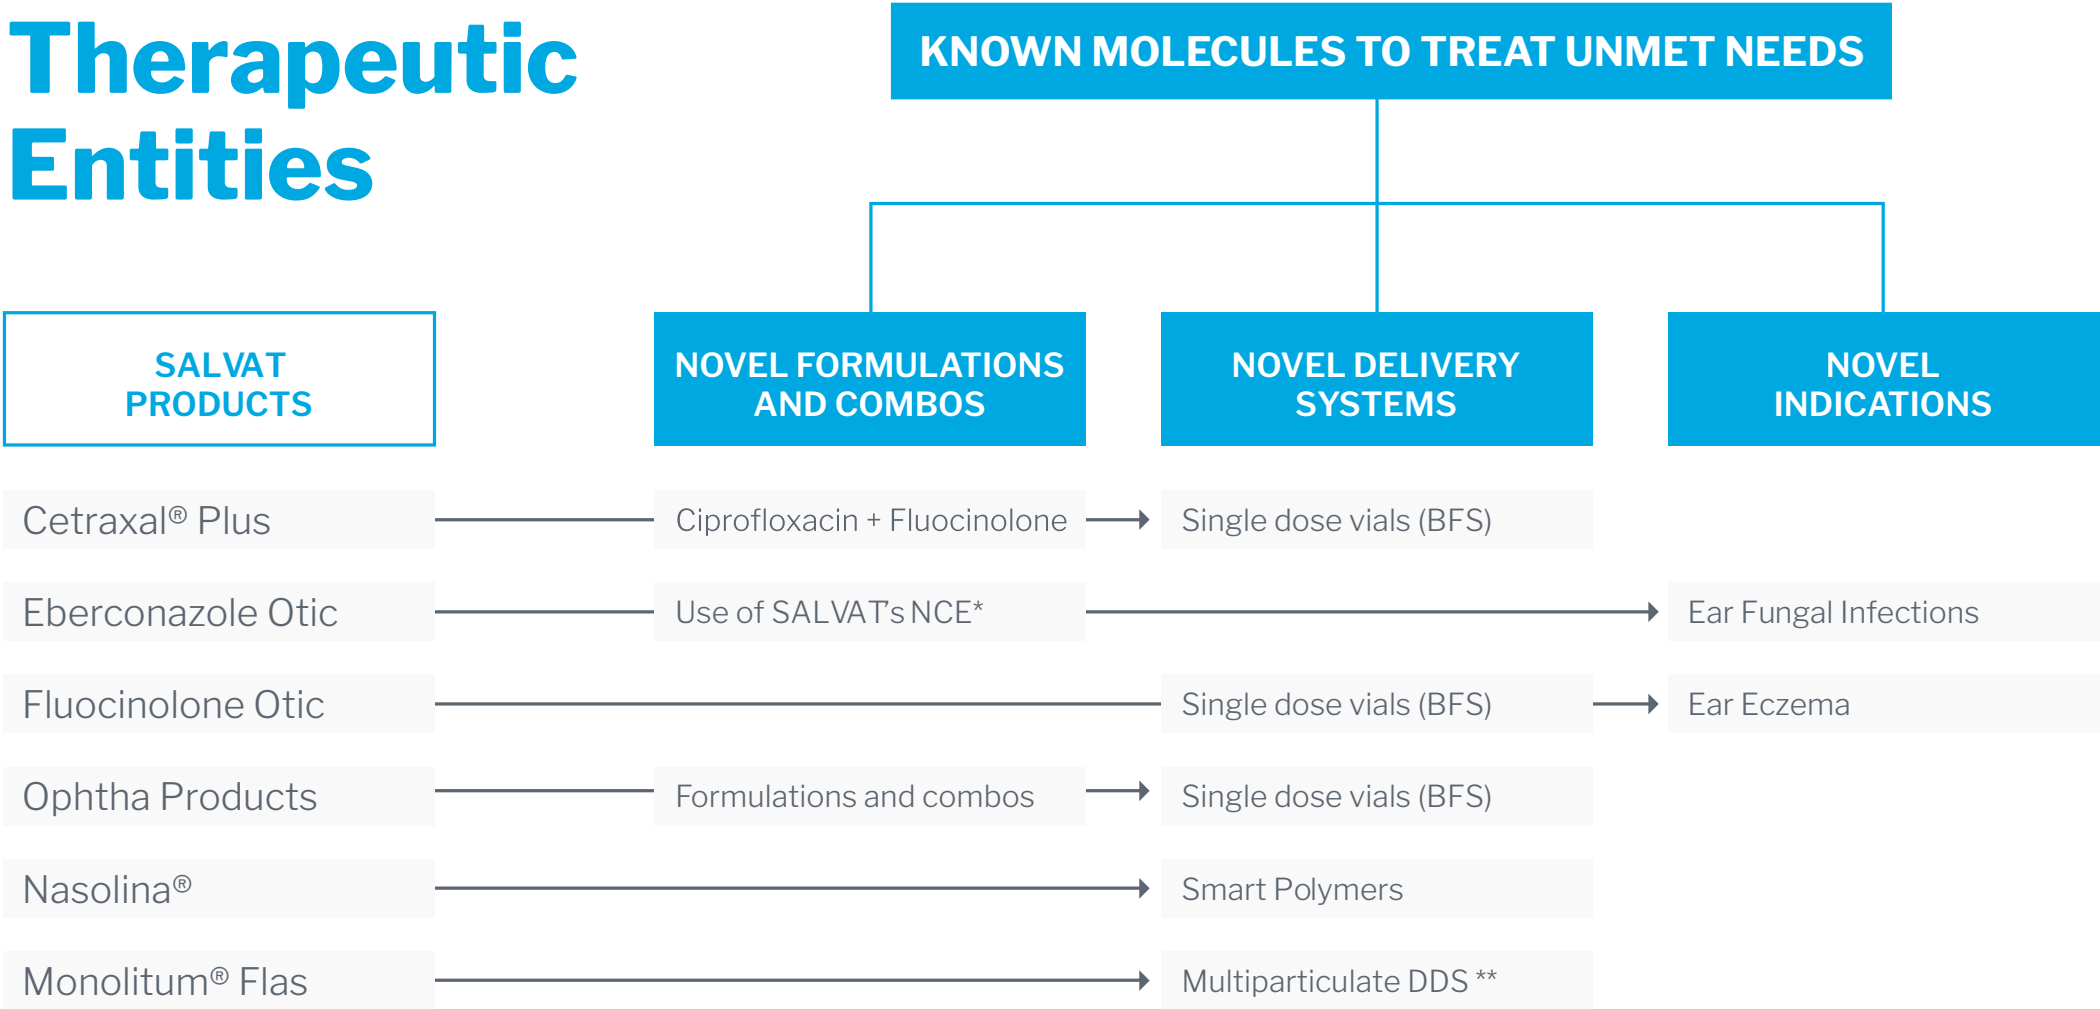 Therapeutic
Entities
KNOWN MOLECULES TO TREAT UNMET NEEDS
SALVAT
PRODUCTS
NOVEL FORMULATIONS
AND COMBOS
NOVEL DELIVERY
SYSTEMS
NOVEL
INDICATIONS
Cetraxal® Plus
Ciprofloxacin + Fluocinolone
Single dose vials (BFS)
Eberconazole Otic
Use of SALVAT's NCE*
Ear Fungal Infections
Fluocinolone Otic
Single dose vials (BFS)
Ear Eczema
Ophtha Products
Formulations and combos
Single dose vials (BFS)
Nasolina®
Smart Polymers
Monolitum® Flas
Multiparticulate DDS **